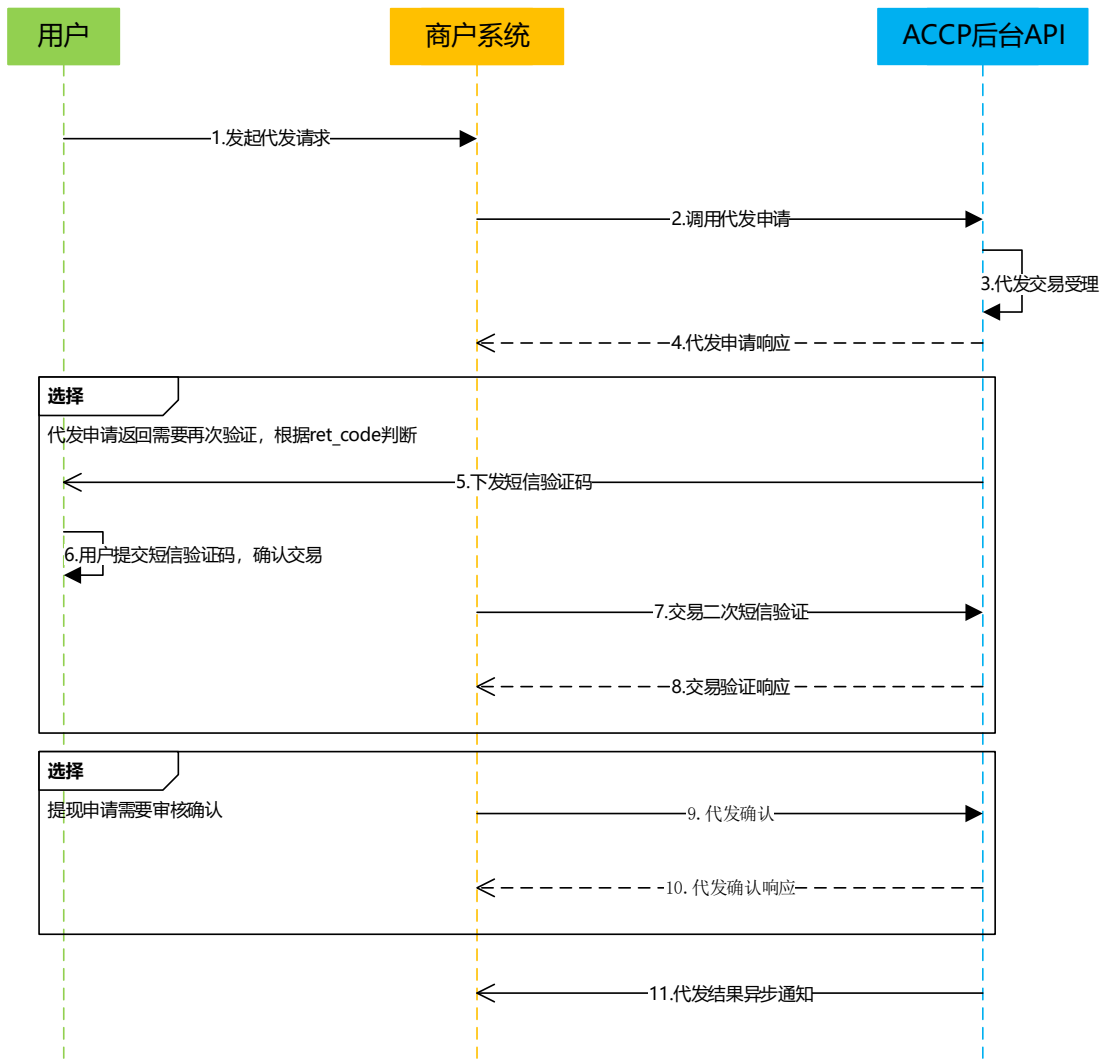 用户
商户系统
ACCP后台API
1.发起代发请求
2.调用代发申请
3.代发交易受理
4.代发申请响应
选择
代发申请返回需要再次验证，根据ret_code判断
5.下发短信验证码
6.用户提交短信验证码，确认交易
7.交易二次短信验证
8.交易验证响应
选择
提现申请需要审核确认
9. 代发确认
10. 代发确认响应
11.代发结果异步通知